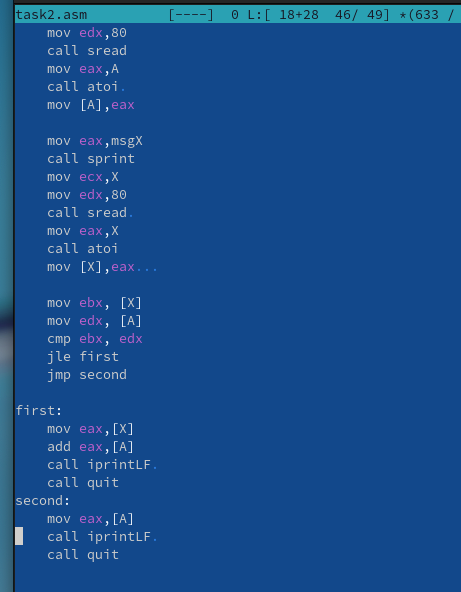 task2.asm          [----]  0 L:[ 18+28  46/ 49] *(633 /
    mov edx,80
    call sread
    mov eax,A
    call atoi.
    mov [A],eax

    mov eax,msgX
    call sprint
    mov ecx,X
    mov edx,80
    call sread.
    mov eax,X
    call atoi
    mov [X],eax...

    mov ebx, [X]
    mov edx, [A]
    cmp ebx, edx
    jle first
    jmp second

first:
    mov eax,[X]
    add eax,[A]
    call iprintLF.
    call quit
second:
    mov eax,[A]
    call iprintLF.
    call quit